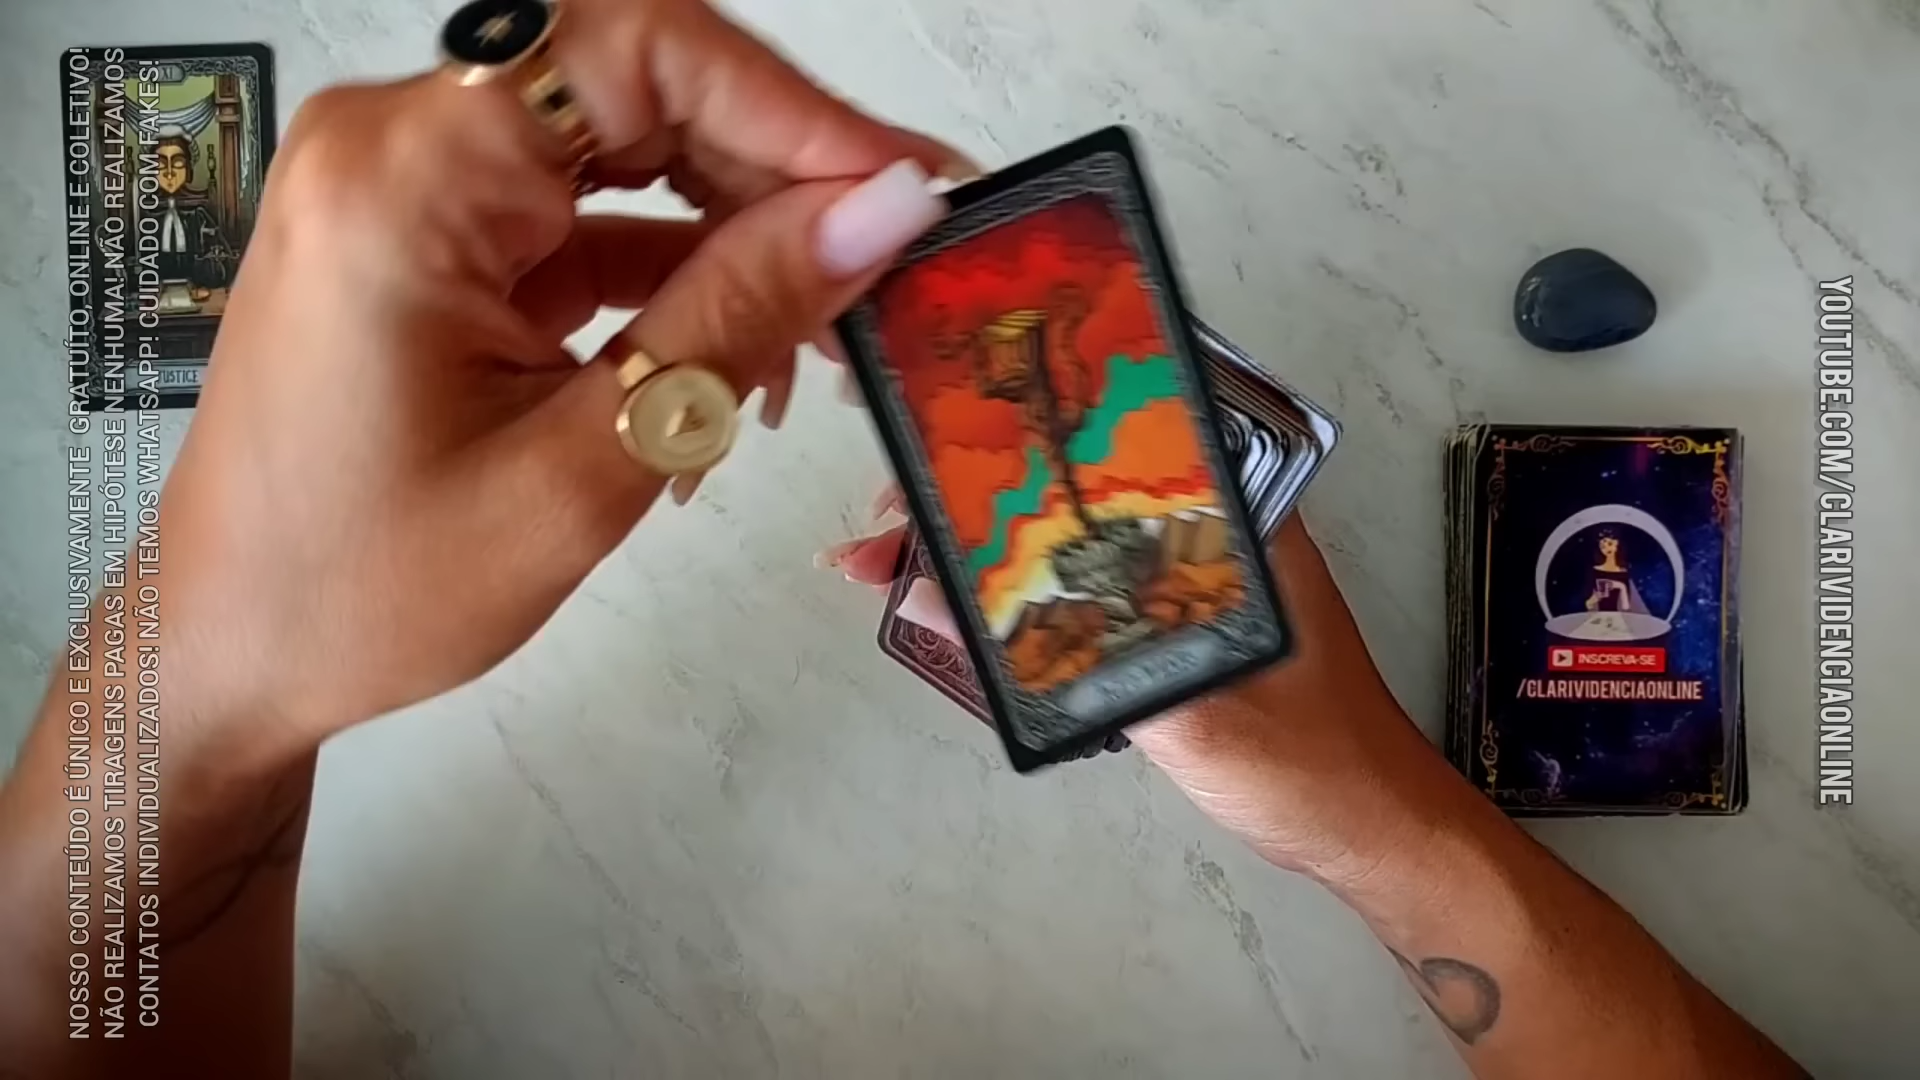 NOSSO CONTEÚDO É ÚNICO E EXCLUSIVAMENTE GRATUÍTO, ONLINE E COLETIVO!
NÃO REALIZAMOS TIRAGENS PAGAS EM HIPÓTESE NENHUMA! NÃO REALIZAMOS
CONTATOS INDIVIDUALIZADOS! NÃO TEMOS WHATSAPP! CUIDADO COM FAKES!
XI
JUSTICE
INSCREVA-SE
/CLARIVIDENCIAONLINE
YOUTUBE.COM/CLARIVIDENCIAONLINE